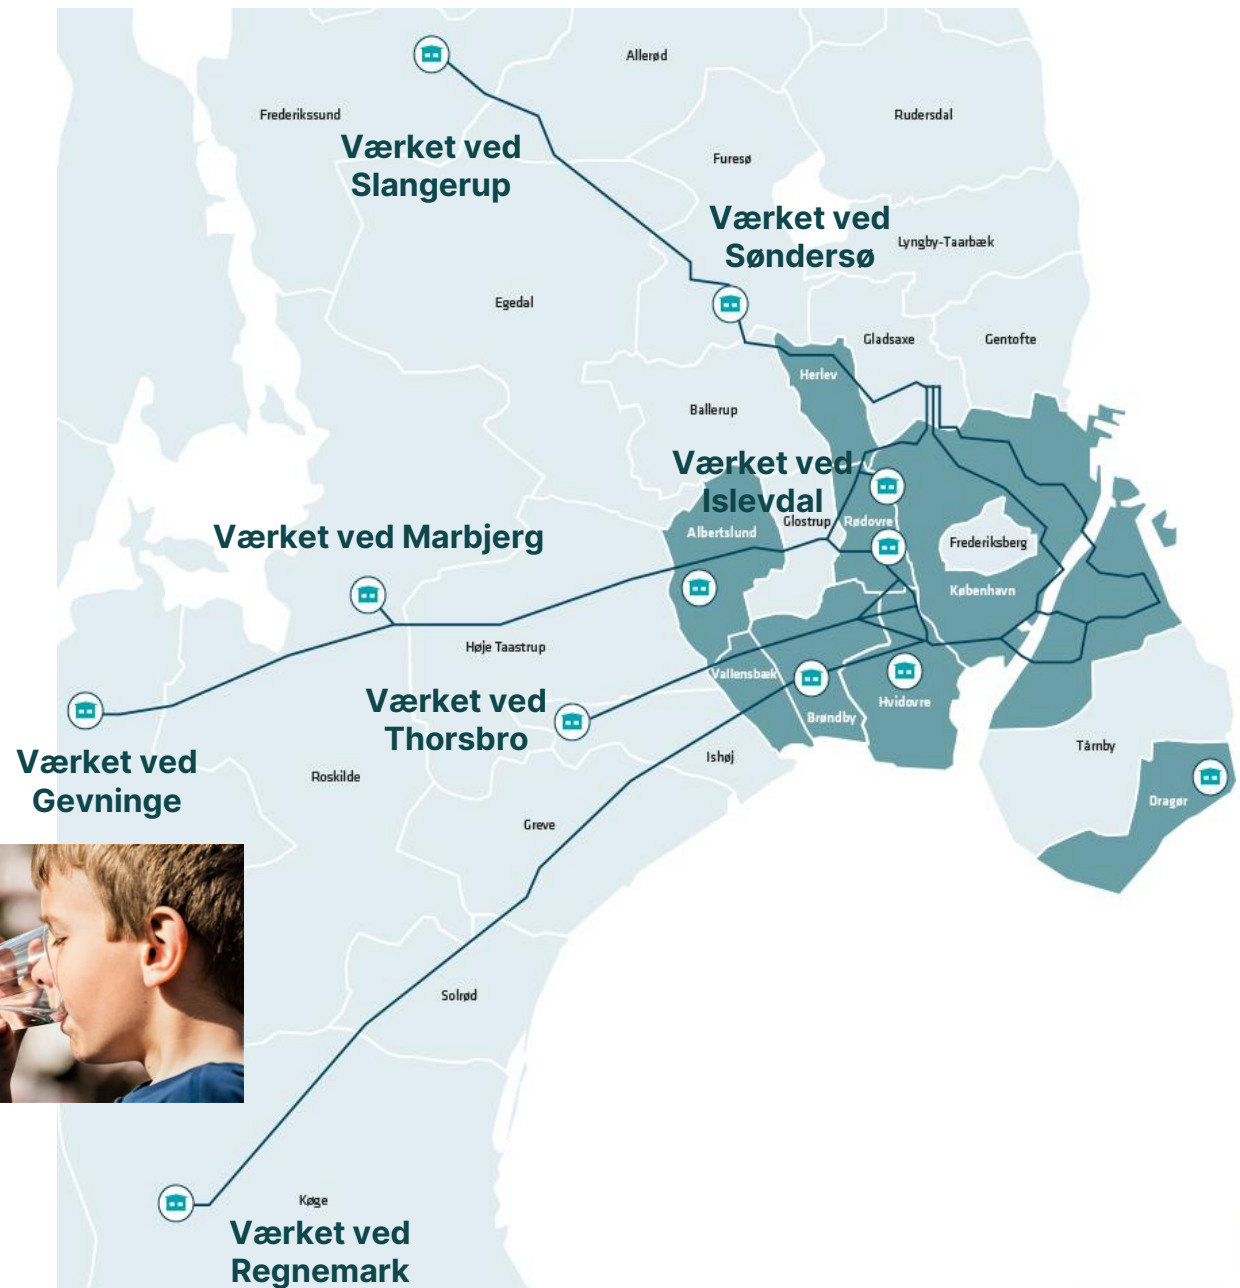 Allerød
Frederikssund
Rudersdal
Værket ved
Slangerup
Furesø
Værket ved
Søndersø
Lyngby-Taarbæk
Egedal
Gladsaxe
Gentofte
Herlev
Ballerup
Værket ved
Islevdal
Glostrup
Rødovre
Albertslund
Værket ved Marbjerg
Frederiksberg
København
Høje Taastrup
Vallensbæk
Værket ved
Thorsbro
Hvidovre
Brøndby
Tårnby
Ishøj
Værket ved
Gevninge
Roskilde
Dragør
Greve
Solrød
Køge
Værket ved
Regnemark